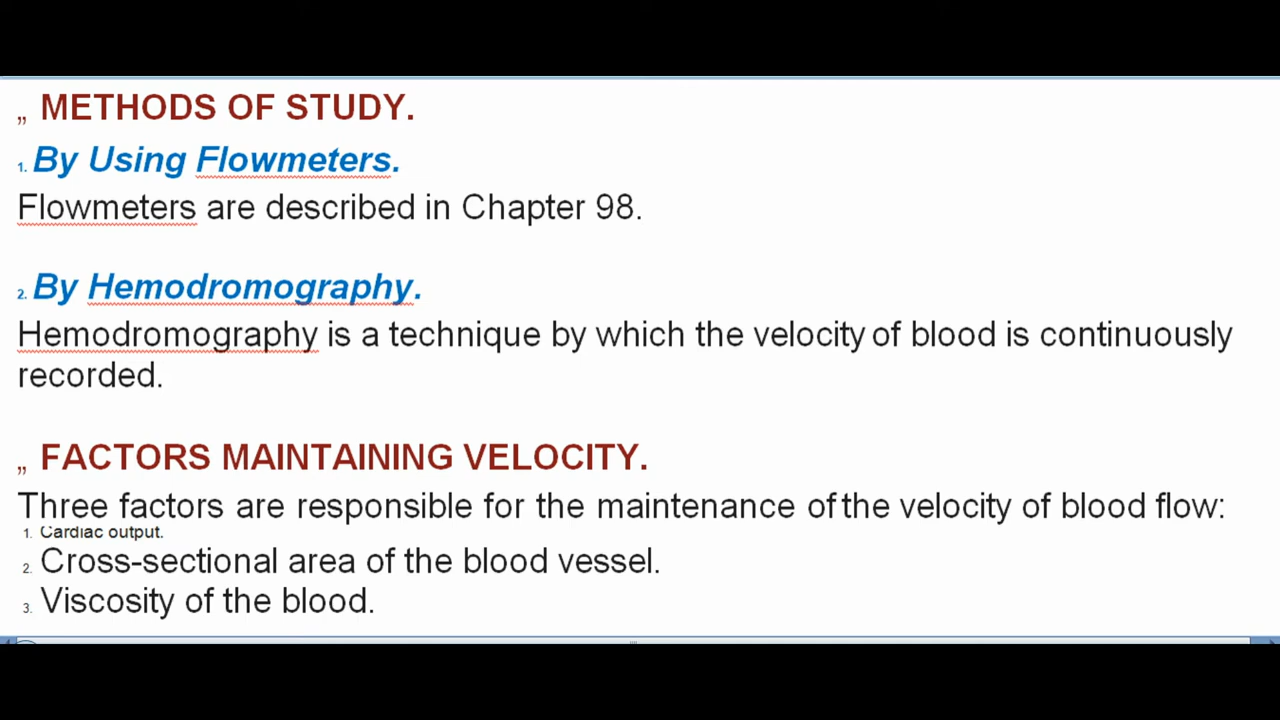 „ METHODS OF STUDY.
1. By Using Flowmeters.
Flowmeters are described in Chapter 98.
2. By Hemodromography.
Hemodromography is a technique by which the velocity of blood is continuously
recorded.
„ FACTORS MAINTAINING VELOCITY.
Three factors are responsible for the maintenance of the velocity of blood flow:
1. Cardiac output.
2. Cross-sectional area of the blood vessel.
3. Viscosity of the blood.